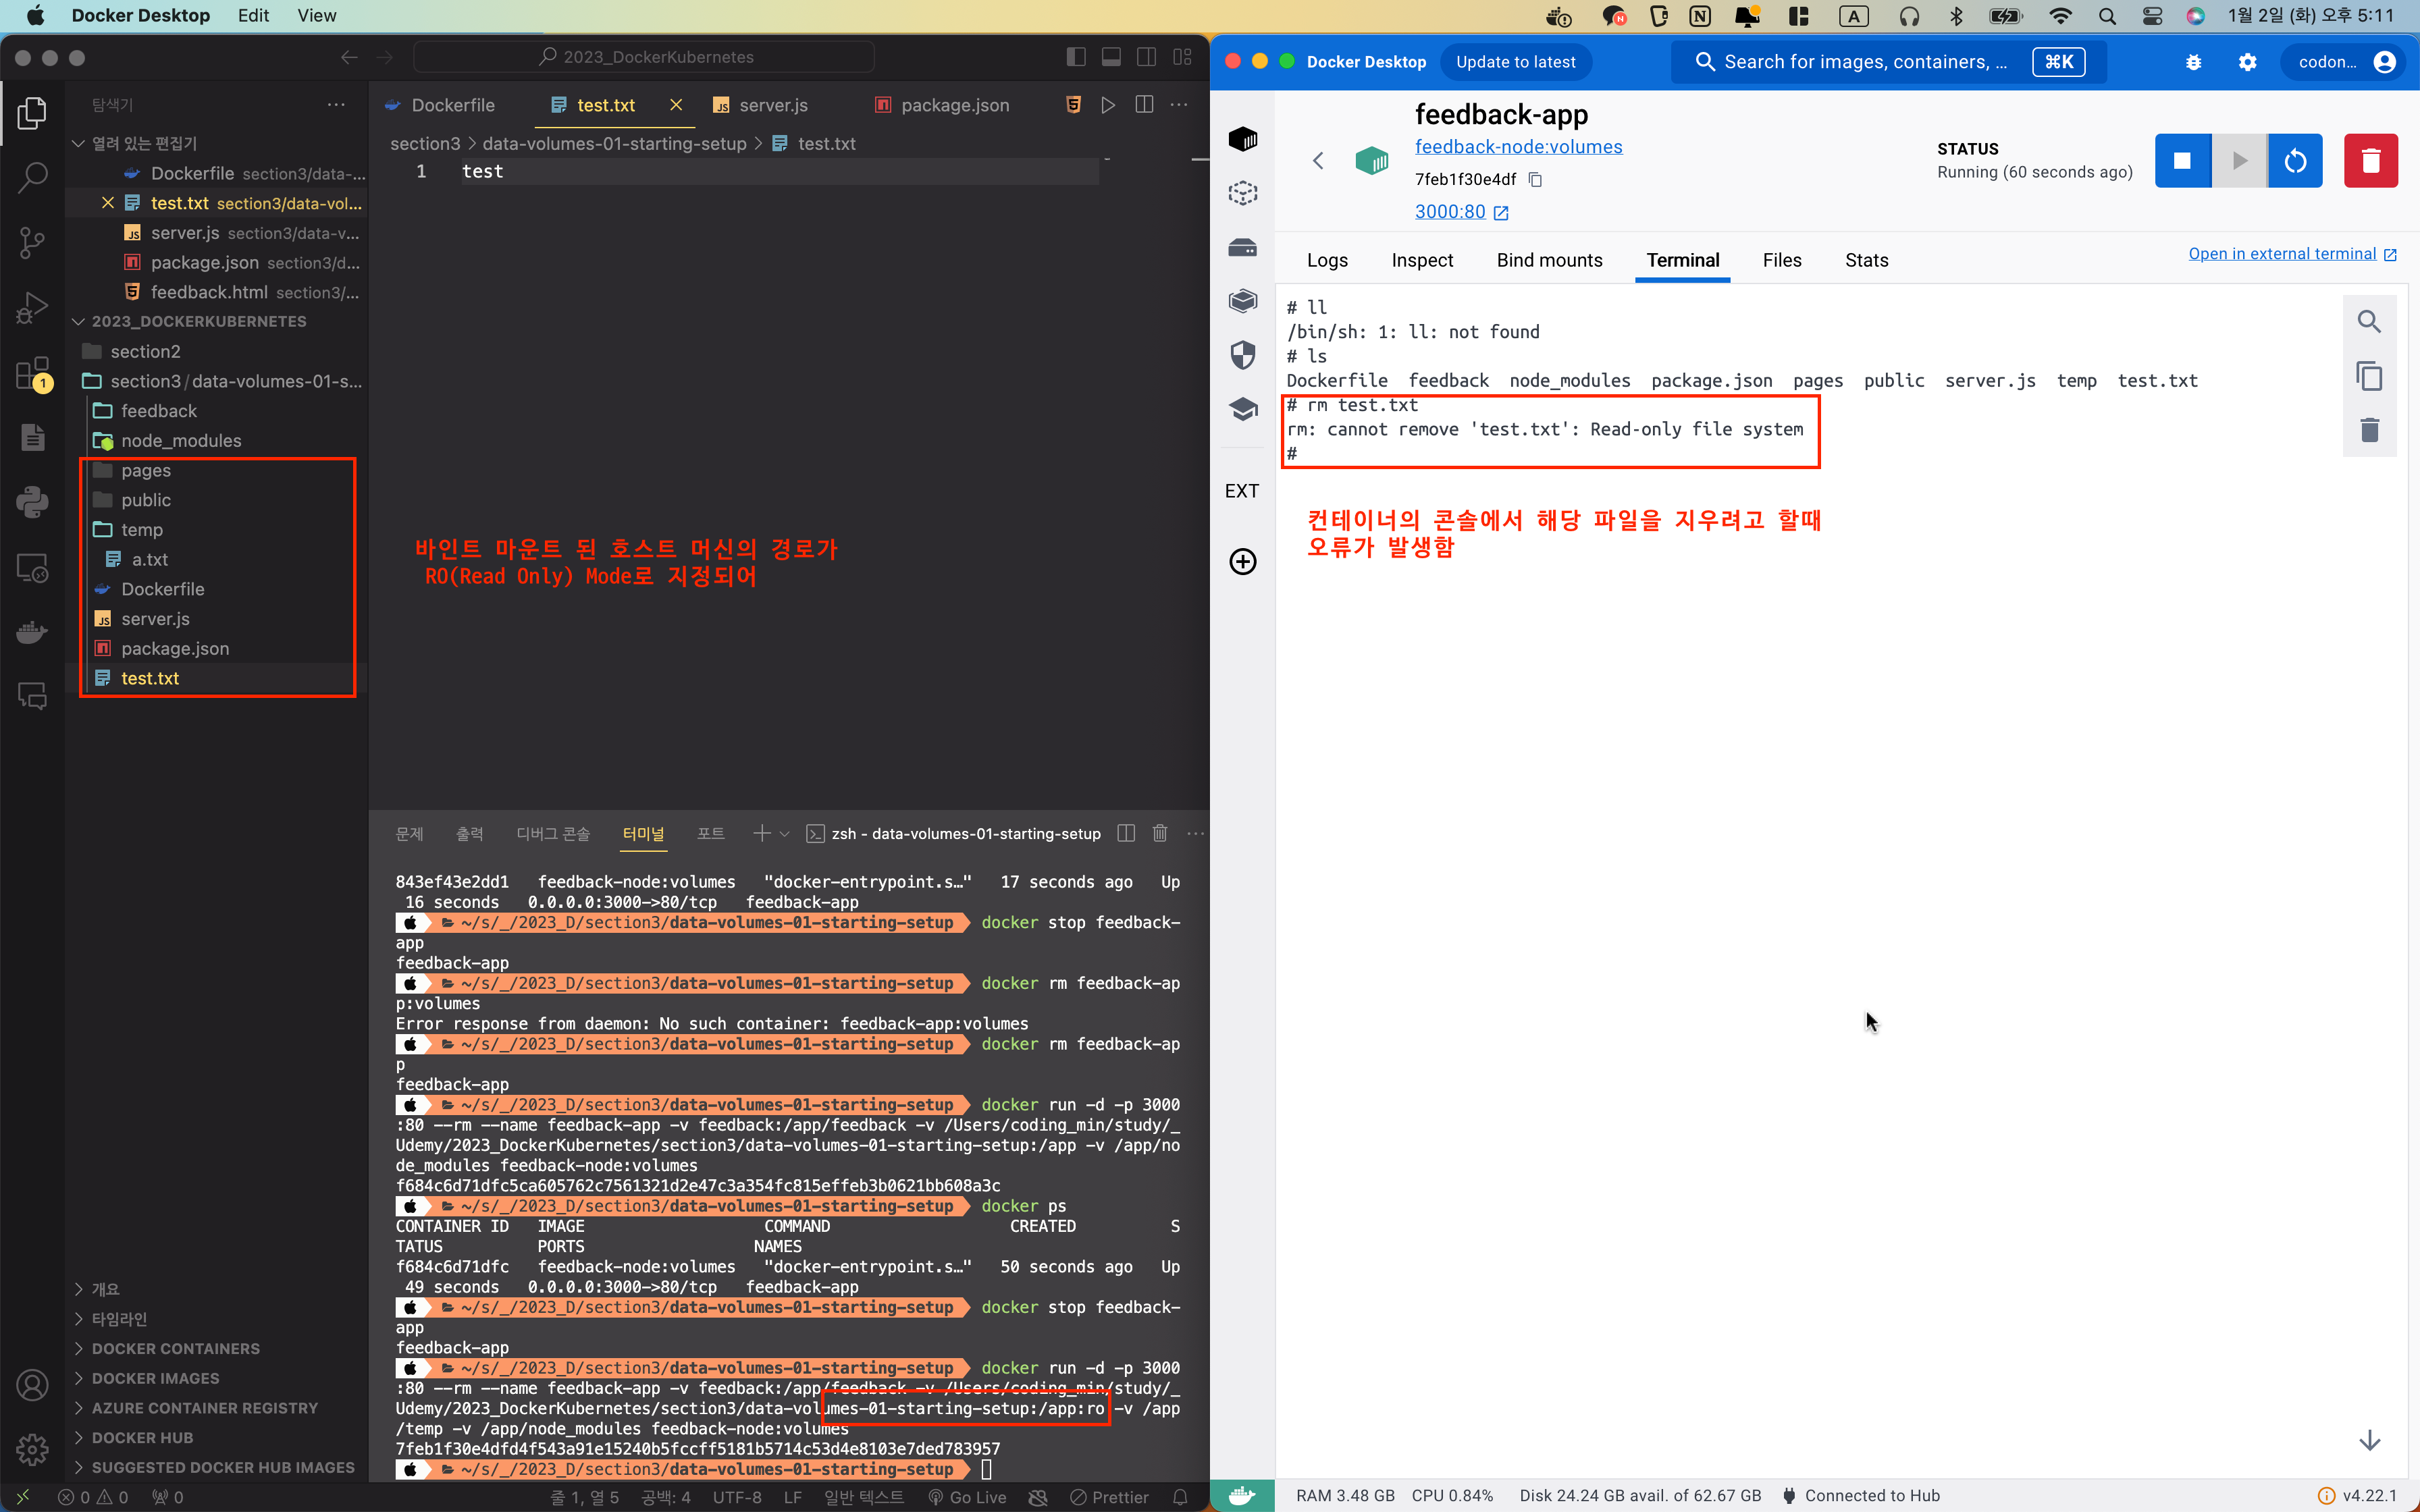 Docker Desktop Edit View
A
1월 2일 (화) 오후 5:11
2023_DockerKubernetes
탐색기
열려 있는 편집기
Dockerfile section3/data-...
test.txt section3/data-vol...
JS server.js section3/data-v...
package.json section3/d...
5 feedback.html section3/...
2023_DOCKERKUBERNETES
section2
section3/data-volumes-01-s...
feedback
node_modules
pages
public
temp
a.txt
Dockerfile
JS server.js
package.json
test.txt
1
개요
타임라인
DOCKER CONTAINERS
DOCKER IMAGES
AZURE CONTAINER REGISTRY
DOCKER HUB
SUGGESTED DOCKER HUB IMAGES
Dockerfile test.txt JS server.js package.json
section3 > data-volumes-01-starting-setup > test.txt
1 test
바인트 마운트 된 호스트 머신의 경로가
RO(Read Only) Mode로 지정되어
문제 출력 디버그 콘솔 터미널 포트 zsh - data-volumes-01-starting-setup
843ef43e2dd1 feedback-node:volumes "docker-entrypoint.s…" 17 seconds ago Up
16 seconds 0.0.0.0:3000->80/tcp feedback-app
~/s/_/2023_D/section3/data-volumes-01-starting-setup docker stop feedback-
app
feedback-app
~/s/_/2023_D/section3/data-volumes-01-starting-setup docker rm feedback-ap
p:volumes
Error response from daemon: No such container: feedback-app:volumes
~/s/_/2023_D/section3/data-volumes-01-starting-setup docker rm feedback-ap
p
feedback-app
~/s/_/2023_D/section3/data-volumes-01-starting-setup docker run -d -p 3000
:80 --rm --name feedback-app -v feedback:/app/feedback -v /Users/coding_min/study/_
Udemy/2023_DockerKubernetes/section3/data-volumes-01-starting-setup:/app -v /app/no
de_modules feedback-node:volumes
f684c6d71dfc5ca605762c7561321d2e47c3a354fc815effeb3b0621bb608a3c
~/s/_/2023_D/section3/data-volumes-01-starting-setup docker ps
CONTAINER ID IMAGE COMMAND CREATED S
TATUS PORTS NAMES
f684c6d71dfc feedback-node:volumes "docker-entrypoint.s…" 50 seconds ago Up
49 seconds 0.0.0.0:3000->80/tcp feedback-app
~/s/_/2023_D/section3/data-volumes-01-starting-setup docker stop feedback-
app
feedback-app
~/s/_/2023_D/section3/data-volumes-01-starting-setup docker run -d -p 3000
:80 --rm --name feedback-app -v feedback:/app/feedback -v /Users/coding_min/study/_
Udemy/2023_DockerKubernetes/section3/data-volumes-01-starting-setup:/app:ro -v /app
/temp -v /app/node_modules feedback-node:volumes
7feb1f30e4dfd4f543a91e15240b5fccff5181b5714c53d4e8103e7ded783957
~/s/_/2023_D/section3/data-volumes-01-starting-setup
0 0 0 줄 1, 열 5 공백: 4 UTF-8 LF 일반 텍스트 Go Live Prettier
Docker Desktop Update to latest Search for images, containers, ... ⌘K codon...
feedback-app
feedback-node:volumes
7feb1f30e4df
3000:80
STATUS
Running (60 seconds ago)
Logs Inspect Bind mounts Terminal Files Stats
Open in external terminal
EXT
# ll
/bin/sh: 1: ll: not found
# ls
Dockerfile feedback node_modules package.json pages public server.js temp test.txt
# rm test.txt
rm: cannot remove 'test.txt': Read-only file system
#
컨테이너의 콘솔에서 해당 파일을 지우려고 할때
오류가 발생함
RAM 3.48 GB CPU 0.84% Disk 24.24 GB avail. of 62.67 GB Connected to Hub v4.22.1